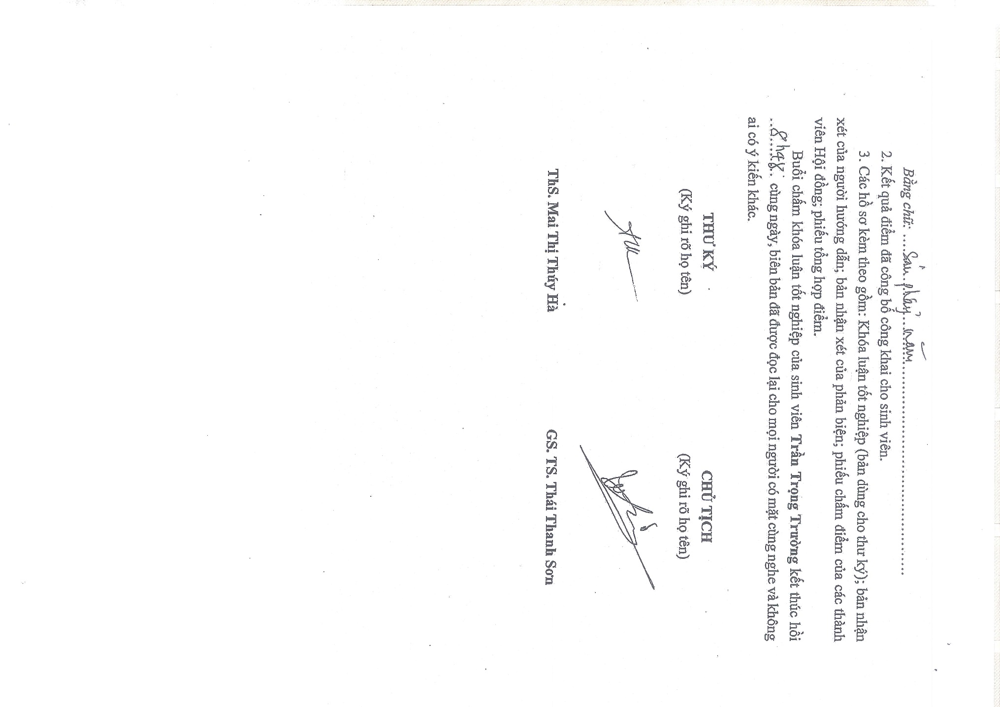 Bằng chữ: ....Sáu..phẩy...năm................................................
2. Kết quả điểm đã công bố công khai cho sinh viên.
3. Các hồ sơ kèm theo gồm: Khóa luận tốt nghiệp (bản dùng cho thư ký); bản nhận
xét của người hướng dẫn; bản nhận xét của phản biện; phiếu chấm điểm của các thành
viên Hội đồng; phiếu tổng hợp điểm.
Buổi chấm khóa luận tốt nghiệp của sinh viên Trần Trọng Trường kết thúc hồi
...8h48.. cùng ngày, biên bản đã được đọc lại cho mọi người có mặt cùng nghe và không
ai có ý kiến khác.
THƯ KÝ CHỦ TỊCH
(Ký ghi rõ họ tên) (Ký ghi rõ họ tên)
ThS. Mai Thị Thúy Hà GS. TS. Thái Thanh Sơn